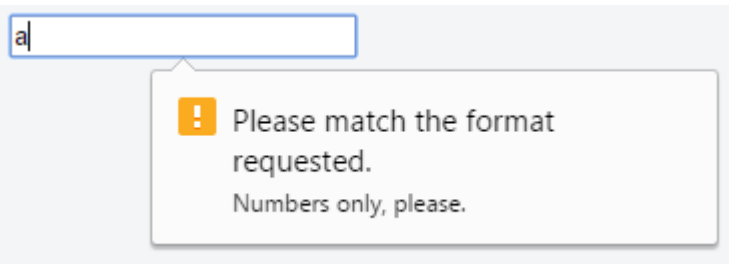 a
Please match the format
requested.
Numbers only, please.